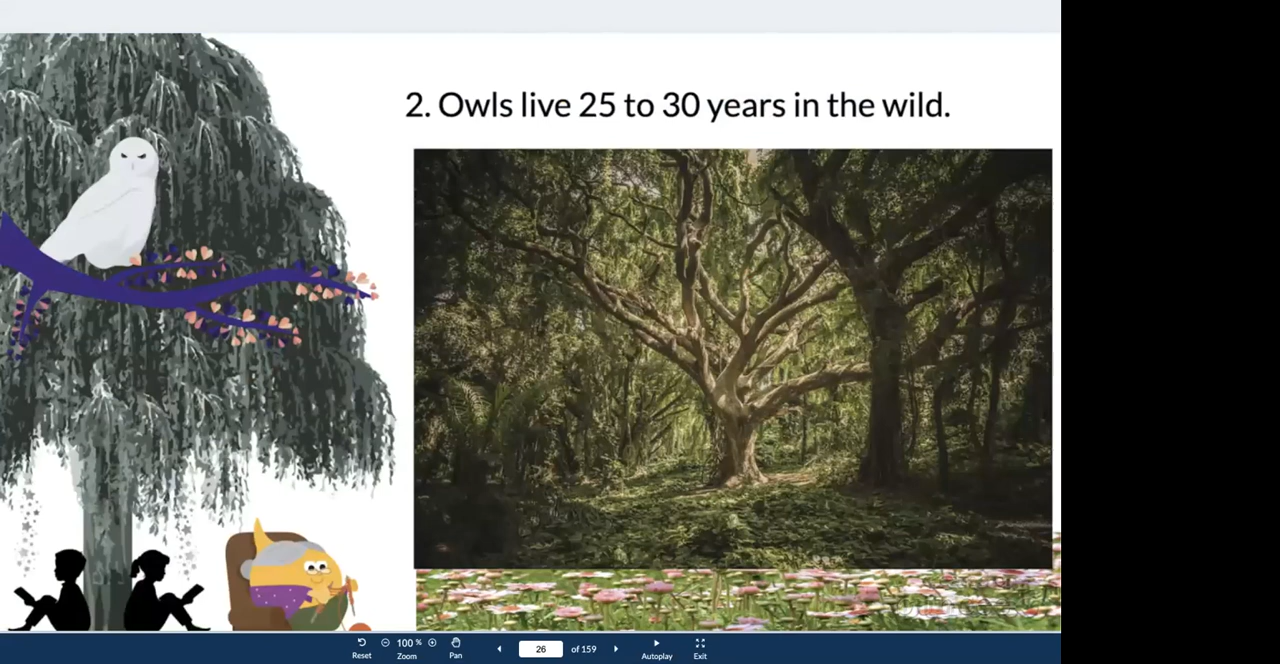 2. Owls live 25 to 30 years in the wild.
Reset
100 %
Zoom
Pan
26
of 159
Autoplay
Exit